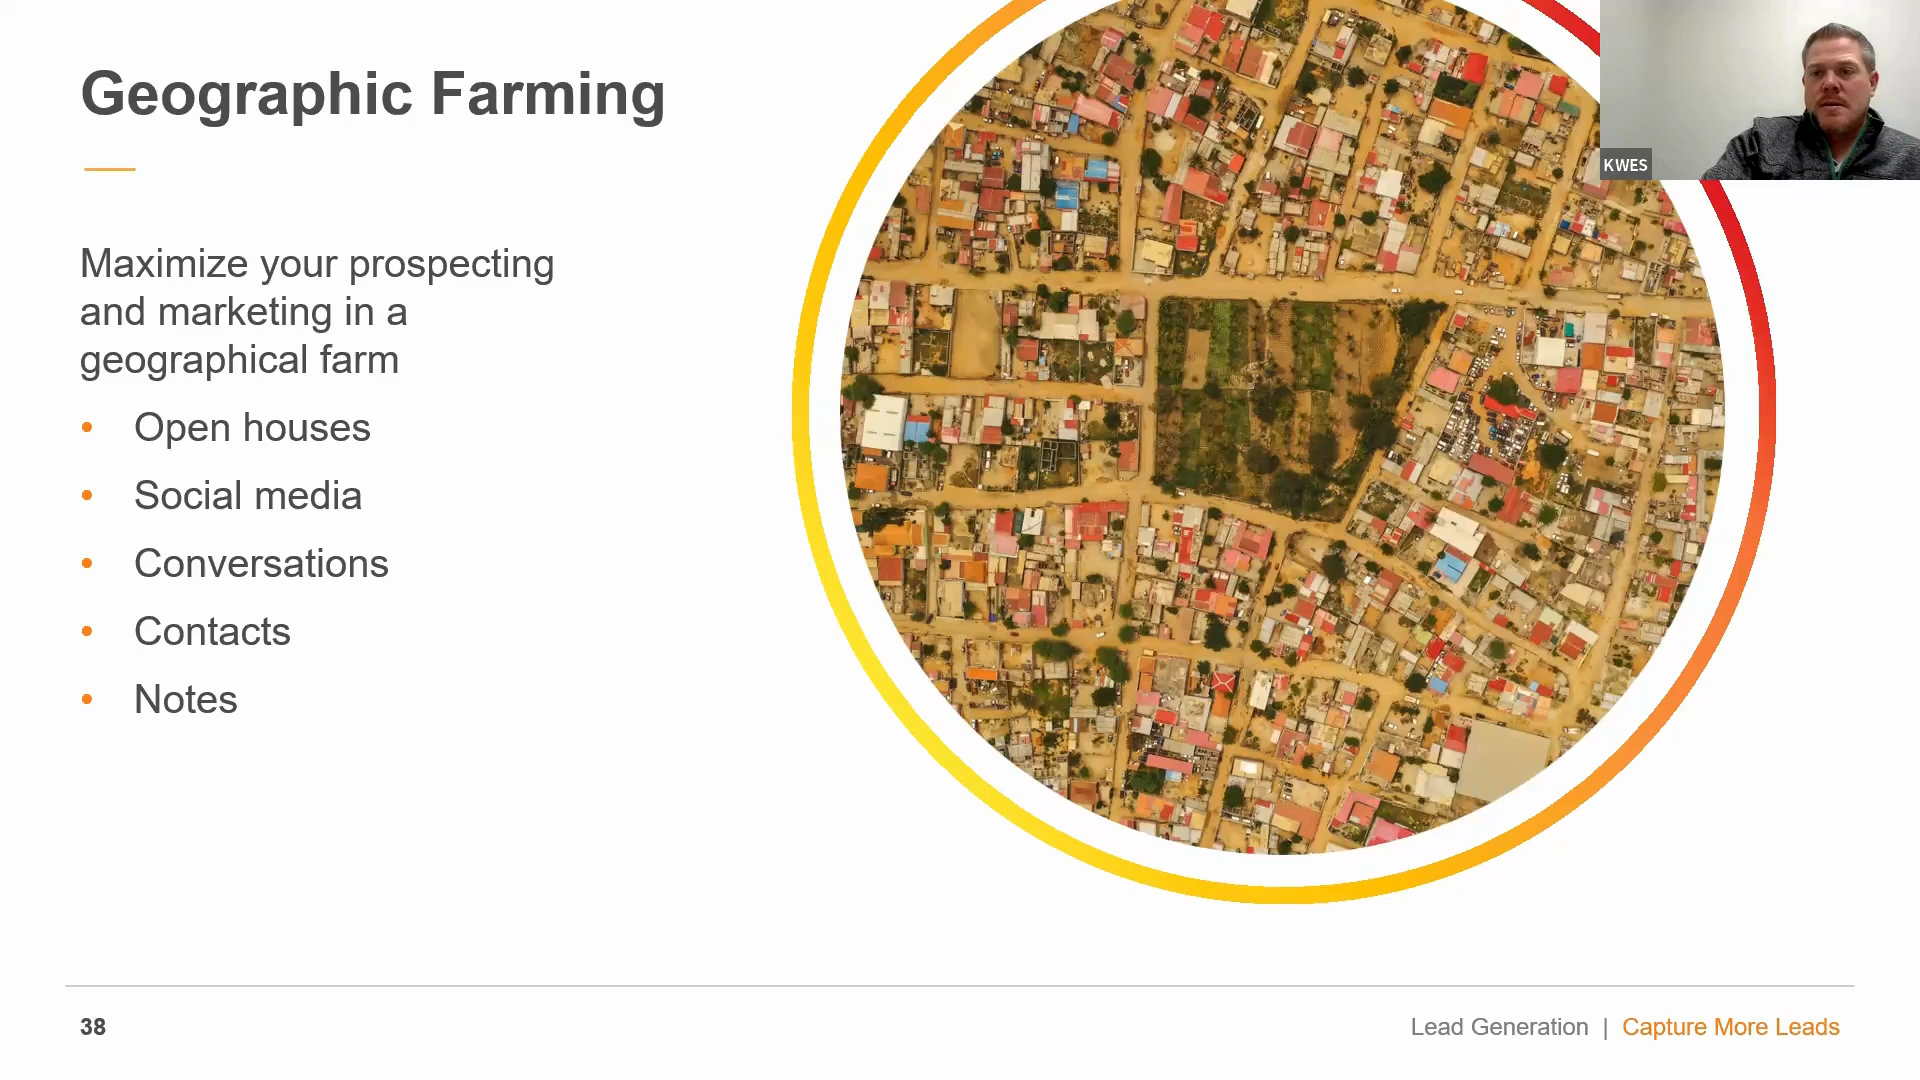 Geographic Farming
KWES
Maximize your prospecting
and marketing in a
geographical farm
• Open houses
• Social media
• Conversations
• Contacts
• Notes
38
Lead Generation | Capture More Leads